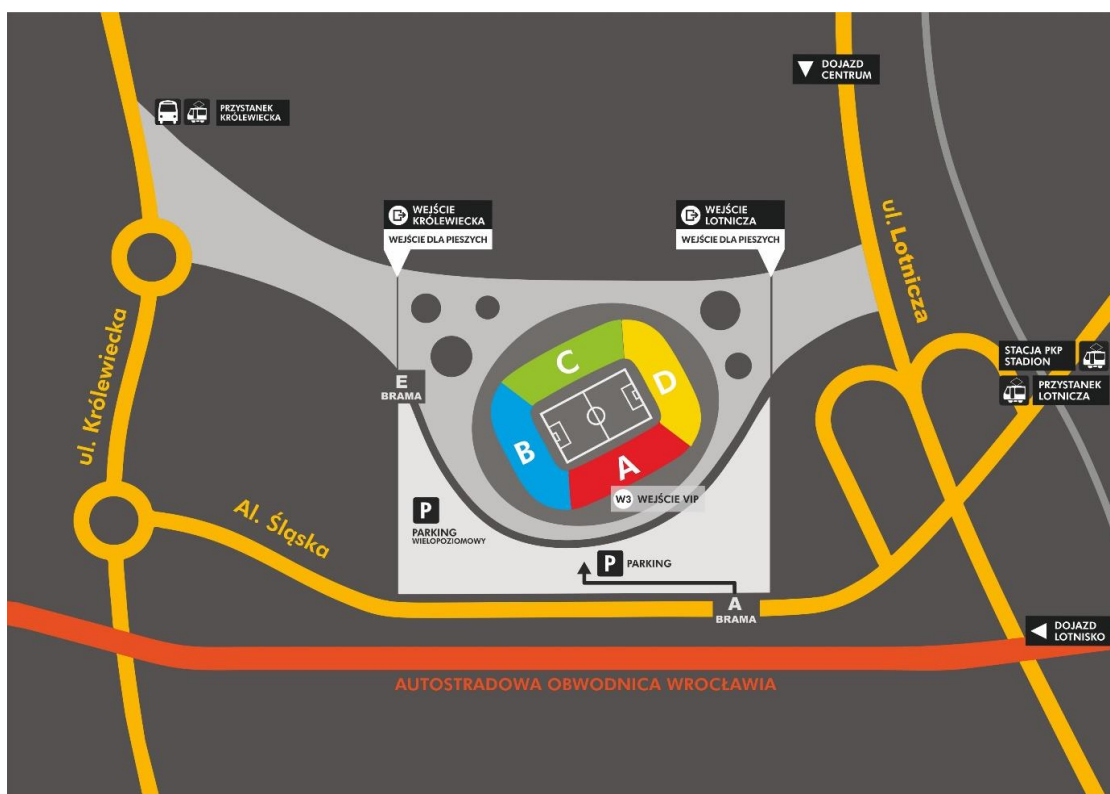 DOJAZD
CENTRUM
PRZYSTANEK
KRÓLEWIECKA
WEJŚCIE
KRÓLEWIECKA
WEJŚCIE DLA PIESZYCH
WEJŚCIE
LOTNICZA
WEJŚCIE DLA PIESZYCH
ul. Lotnicza
ul. Królewiecka
STACJA PKP
STADION
PRZYSTANEK
LOTNICZA
E
BRAMA
C
D
B
A
W3 WEJŚCIE VIP
P
PARKING
WIELOPOZIOMOWY
Al. Śląska
P PARKING
A
BRAMA
DOJAZD
LOTNISKO
AUTOSTRADOWA OBWODNICA WROCŁAWIA